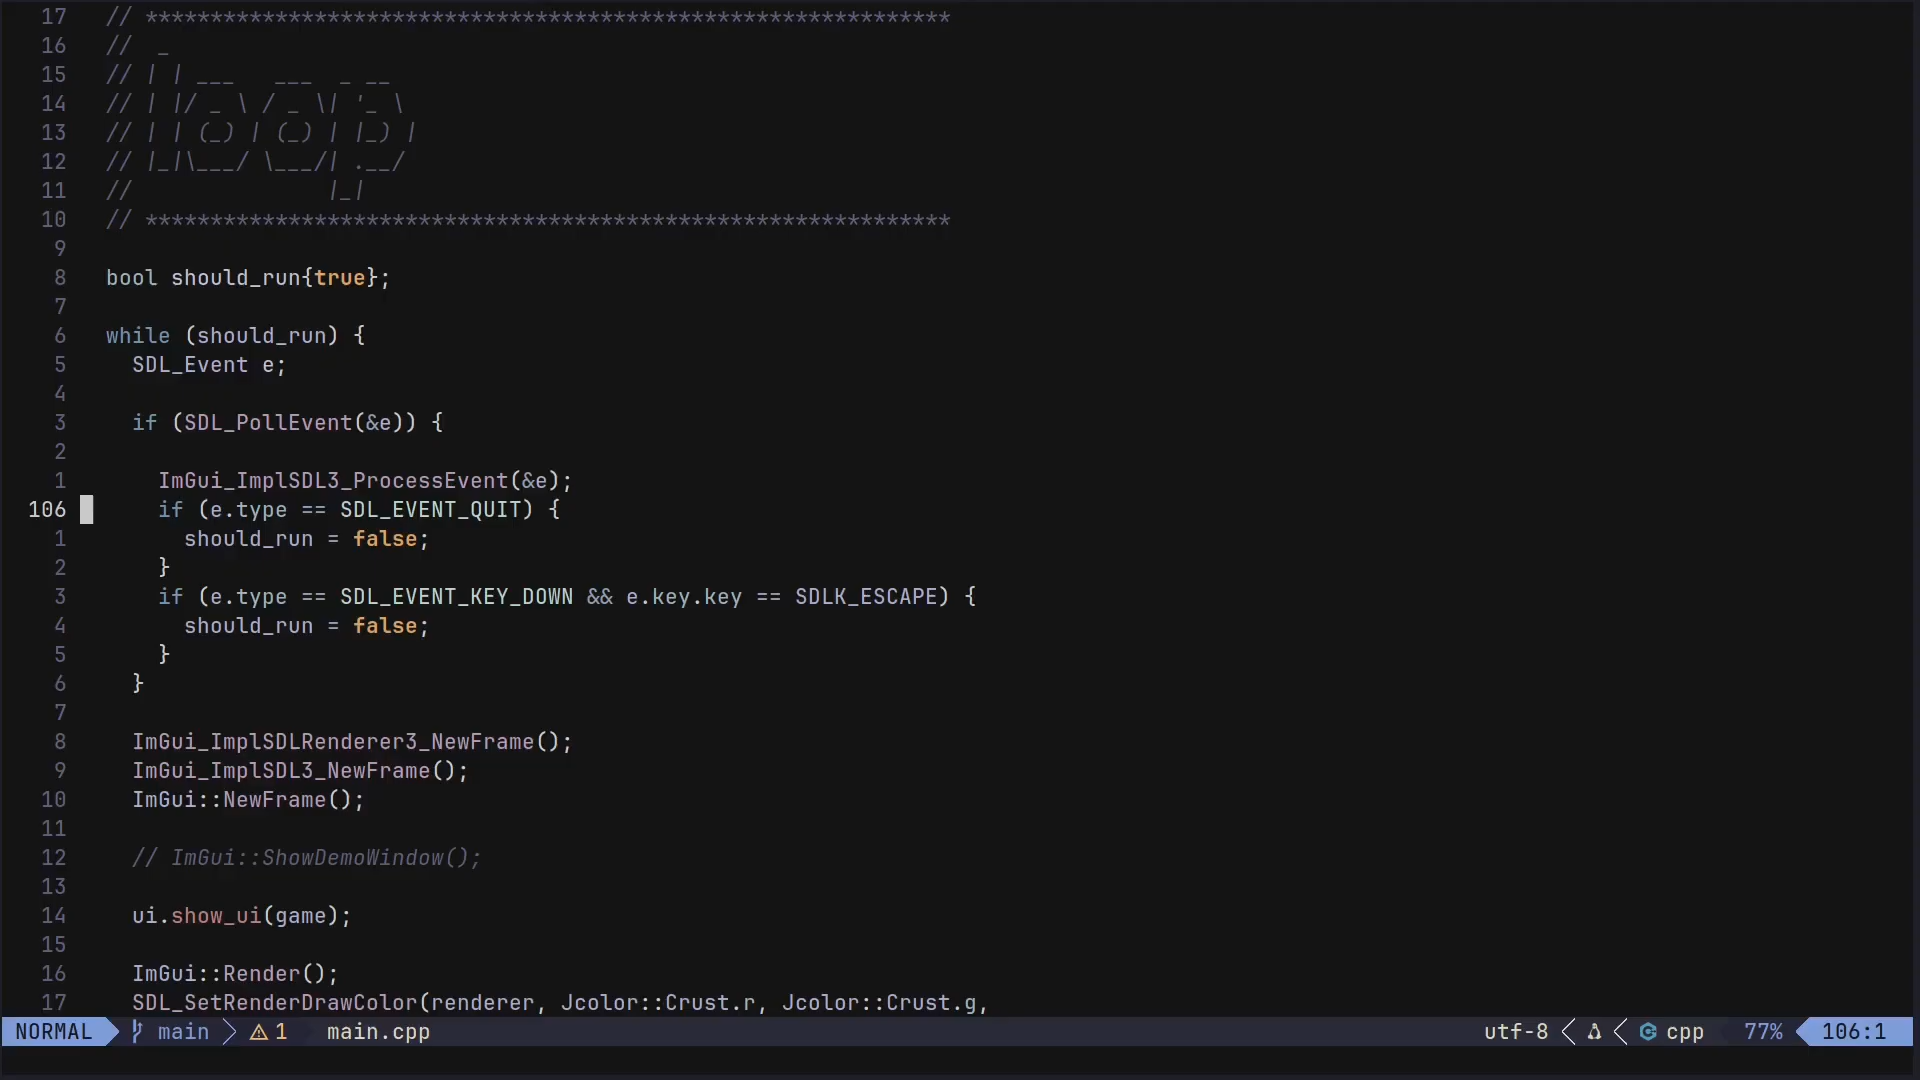 17 // **************************************************************
16 //  _
15 // | | ___   ___  _ __
14 // | |/ _ \ / _ \| '_ \
13 // | | (_) | (_) | |_) |
12 // |_|\___/ \___/| .__/
11 //               |_|
10 // **************************************************************
9
8 bool should_run{true};
7
6 while (should_run) {
5   SDL_Event e;
4
3   if (SDL_PollEvent(&e)) {
2
1     ImGui_ImplSDL3_ProcessEvent(&e);
106     if (e.type == SDL_EVENT_QUIT) {
1       should_run = false;
2     }
3     if (e.type == SDL_EVENT_KEY_DOWN && e.key.key == SDLK_ESCAPE) {
4       should_run = false;
5     }
6   }
7
8   ImGui_ImplSDLRenderer3_NewFrame();
9   ImGui_ImplSDL3_NewFrame();
10   ImGui::NewFrame();
11
12   // ImGui::ShowDemoWindow();
13
14   ui.show_ui(game);
15
16   ImGui::Render();
17   SDL_SetRenderDrawColor(renderer, Jcolor::Crust.r, Jcolor::Crust.g,
NORMAL main 1 main.cpp utf-8 cpp 77% 106:1